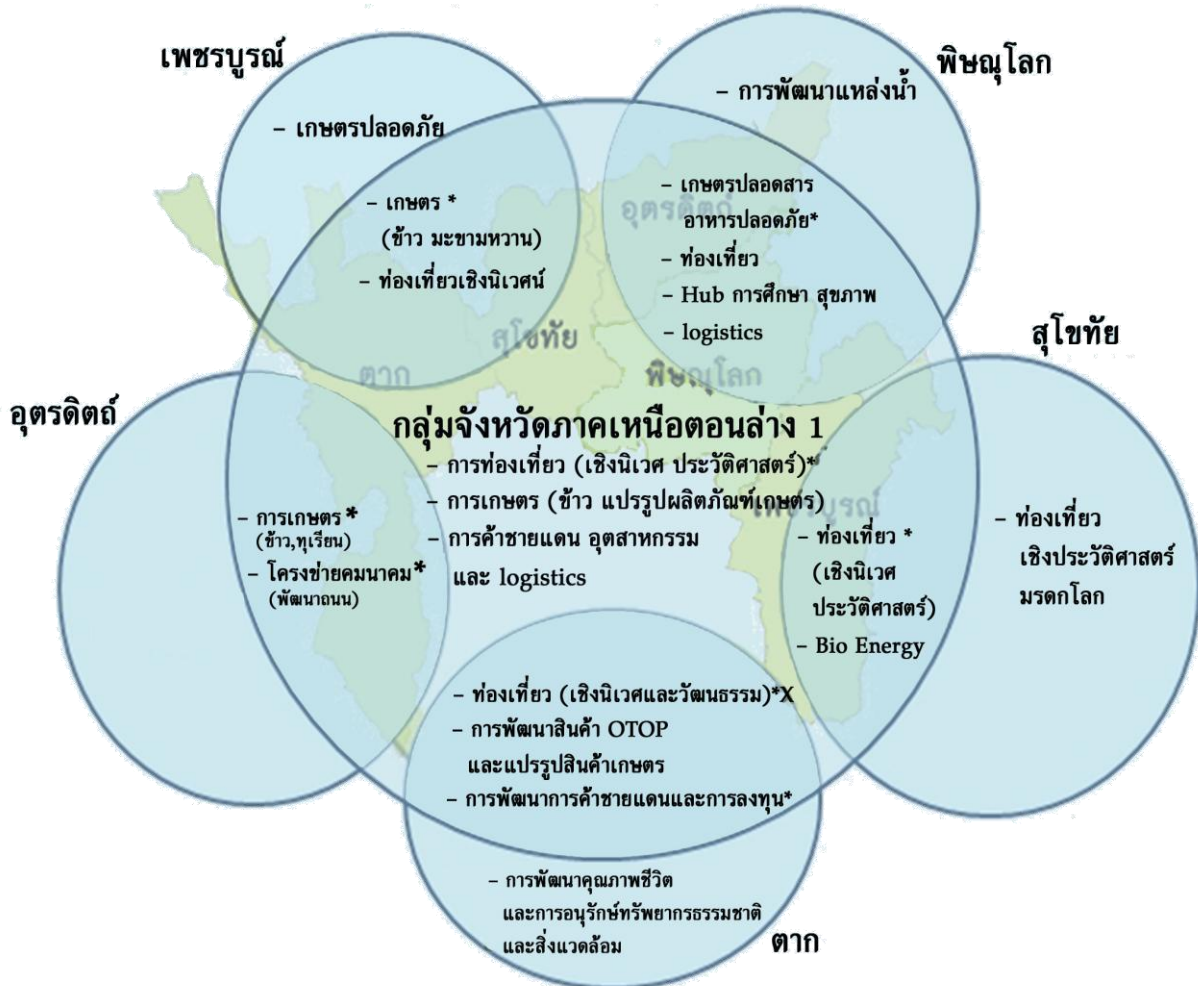 เพชรบูรณ์
- เกษตรปลอดภัย
- เกษตร *
(ข้าว มะขามหวาน)
- ท่องเที่ยวเชิงนิเวศน์
พิษณุโลก
- การพัฒนาแหล่งน้ำ
- เกษตรปลอดสาร
อาหารปลอดภัย*
- ท่องเที่ยว
- Hub การศึกษา สุขภาพ
- logistics
อุตรดิตถ์
สุโขทัย
ตาก
พิษณุโลก
เพชรบูรณ์
กลุ่มจังหวัดภาคเหนือตอนล่าง 1
- การท่องเที่ยว (เชิงนิเวศ ประวัติศาสตร์)*
- การเกษตร (ข้าว แปรรูปผลิตภัณฑ์เกษตร)
- การค้าชายแดน อุตสาหกรรม
และ logistics
อุตรดิตถ์
- การเกษตร*
(ข้าว,ทุเรียน)
- โครงข่ายคมนาคม*
(พัฒนาถนน)
สุโขทัย
- ท่องเที่ยว *
(เชิงนิเวศ
ประวัติศาสตร์)
- Bio Energy
- ท่องเที่ยว
เชิงประวัติศาสตร์
มรดกโลก
- ท่องเที่ยว (เชิงนิเวศและวัฒนธรรม)*X
- การพัฒนาสินค้า OTOP
และแปรรูปสินค้าเกษตร
- การพัฒนาการค้าชายแดนและการลงทุน*
- การพัฒนาคุณภาพชีวิต
และการอนุรักษ์ทรัพยากรธรรมชาติ
และสิ่งแวดล้อม
ตาก